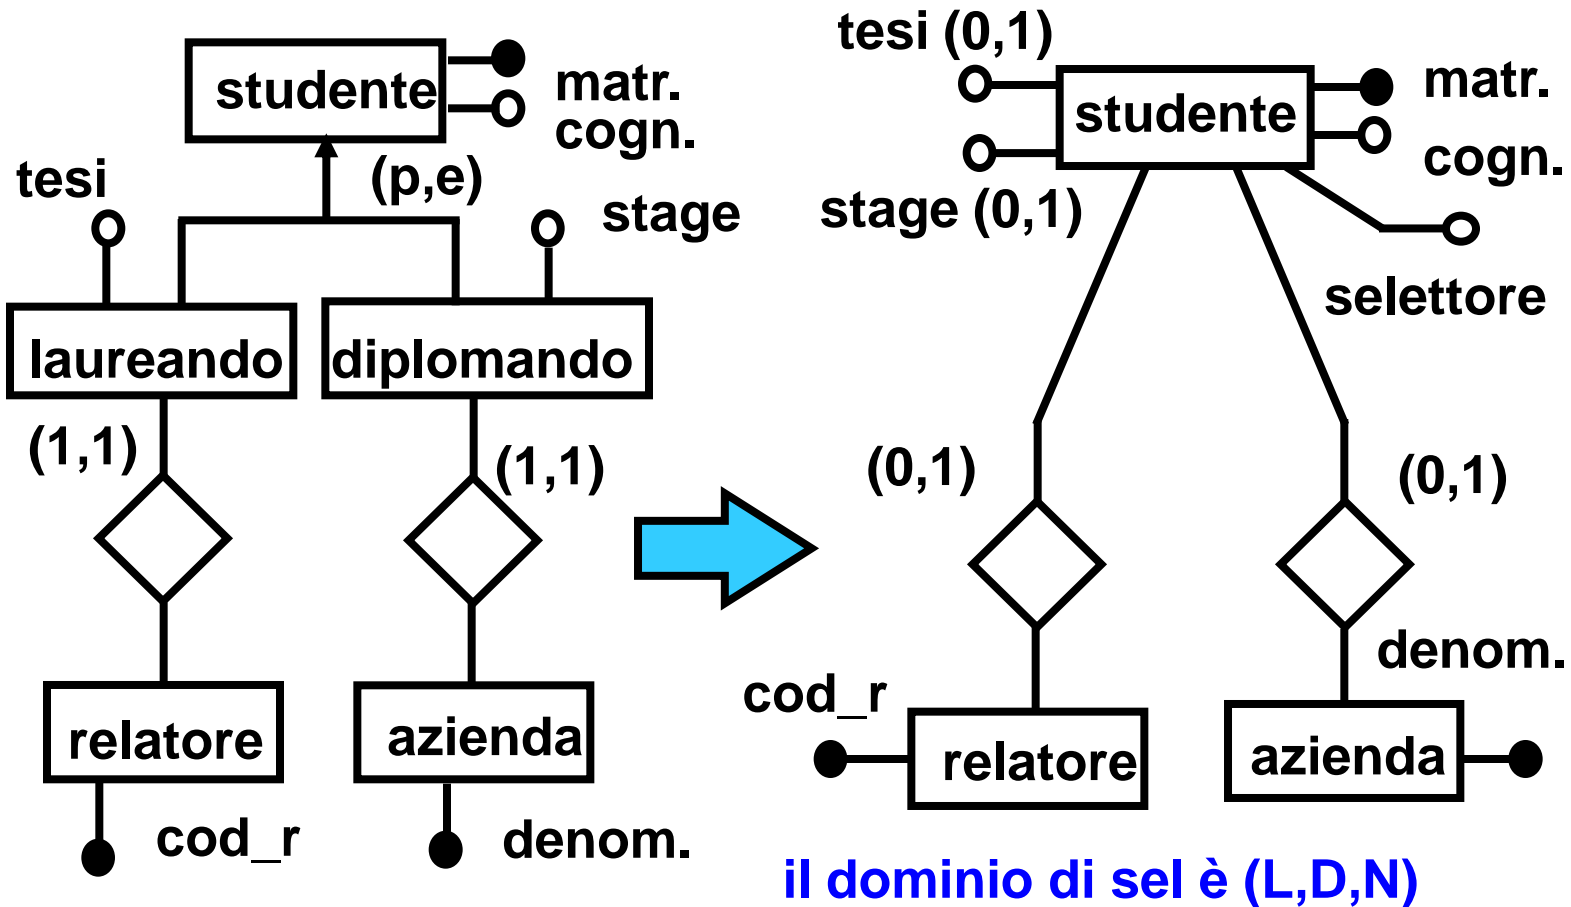 studente
matr.
cogn.
(p,e)
tesi
stage
laureando
diplomando
(1,1)
(1,1)
relatore
azienda
cod_r
denom.
tesi (0,1)
studente
matr.
cogn.
stage (0,1)
selettore
(0,1)
(0,1)
denom.
cod_r
relatore
azienda
il dominio di sel è (L,D,N)